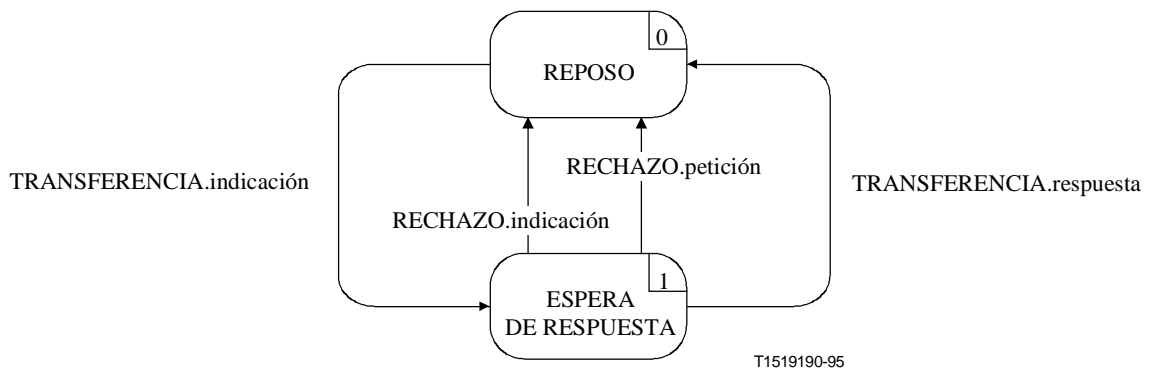 0
REPOSO
RECHAZO.petición
TRANSFERENCIA.indicación
TRANSFERENCIA.respuesta
RECHAZO.indicación
1
ESPERA
DE RESPUESTA
T1519190-95